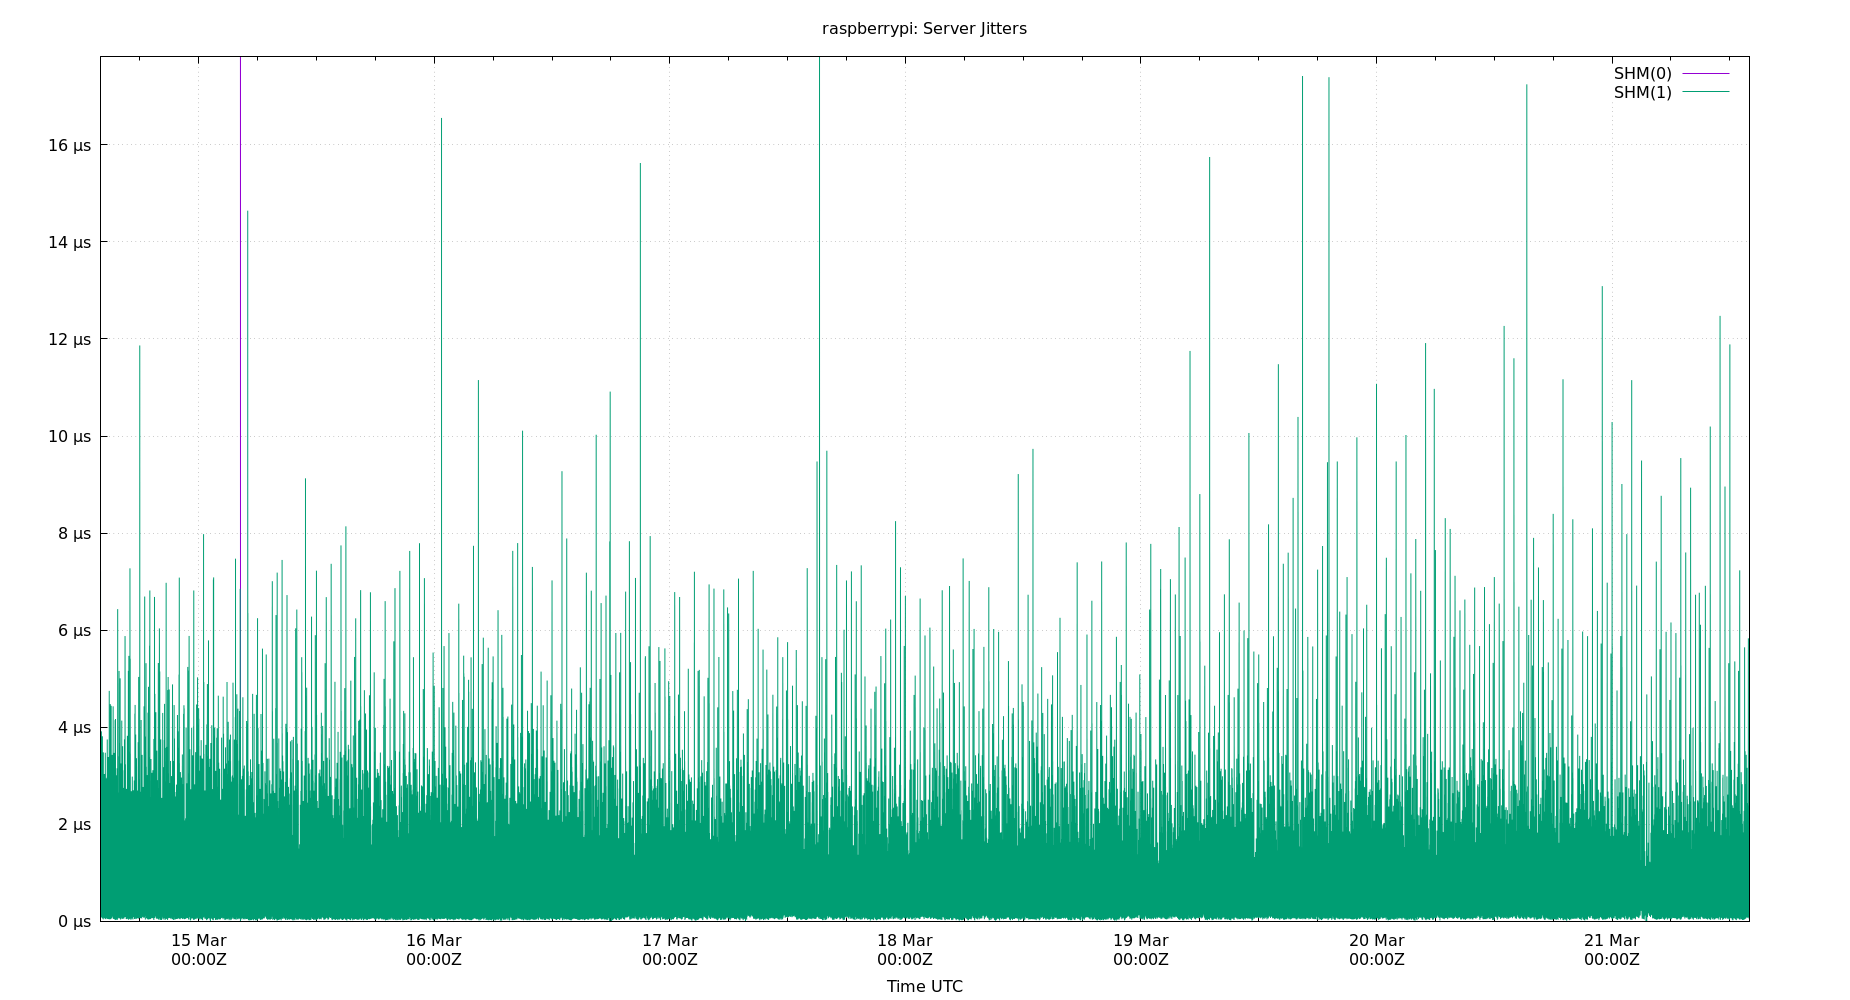 raspberrypi: Server Jitters
SHM(0)
SHM(1)
16 µs
14 µs
12 µs
10 µs
8 µs
6 µs
4 µs
2 µs
0 µs
15 Mar 16 Mar 17 Mar 18 Mar 19 Mar 20 Mar 21 Mar
00:00Z 00:00Z 00:00Z 00:00Z 00:00Z 00:00Z 00:00Z
Time UTC